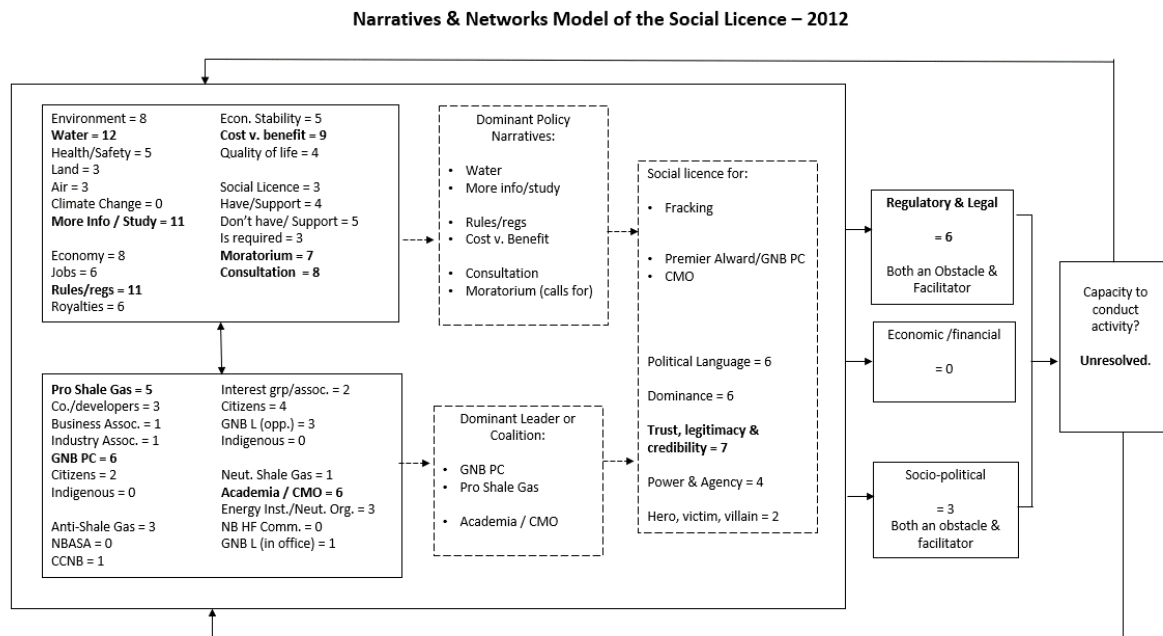 Narratives & Networks Model of the Social Licence – 2012
Environment = 8
Water = 12
Health/Safety = 5
Land = 3
Air = 3
Climate Change = 0
More Info / Study = 11
Economy = 8
Jobs = 6
Rules/regs = 11
Royalties = 6
Econ. Stability = 5
Cost v. benefit = 9
Quality of life = 4
Social Licence = 3
Have/Support = 4
Don't have/ Support = 5
Is required = 3
Moratorium = 7
Consultation = 8
Pro Shale Gas = 5
Co./developers = 3
Business Assoc. = 1
Industry Assoc. = 1
GNB PC = 6
Citizens = 2
Indigenous = 0
Anti-Shale Gas = 3
NBASA = 0
CCNB = 1
Interest grp/assoc. = 2
Citizens = 4
GNB L (opp.) = 3
Indigenous = 0
Neut. Shale Gas = 1
Academia / CMO = 6
Energy Inst./Neut. Org. = 3
NB HF Comm. = 0
GNB L (in office) = 1
Dominant Policy
Narratives:
• Water
• More info/study
• Rules/regs
• Cost v. Benefit
• Consultation
• Moratorium (calls for)
Dominant Leader or
Coalition:
• GNB PC
• Pro Shale Gas
• Academia / CMO
Social licence for:
• Fracking
• Premier Alward/GNB PC
• CMO
Political Language = 6
Dominance = 6
Trust, legitimacy &
credibility = 7
Power & Agency = 4
Hero, victim, villain = 2
Regulatory & Legal
= 6
Both an Obstacle &
Facilitator
Economic /financial
= 0
Socio-political
= 3
Both an obstacle &
facilitator
Capacity to
conduct
activity?
Unresolved.